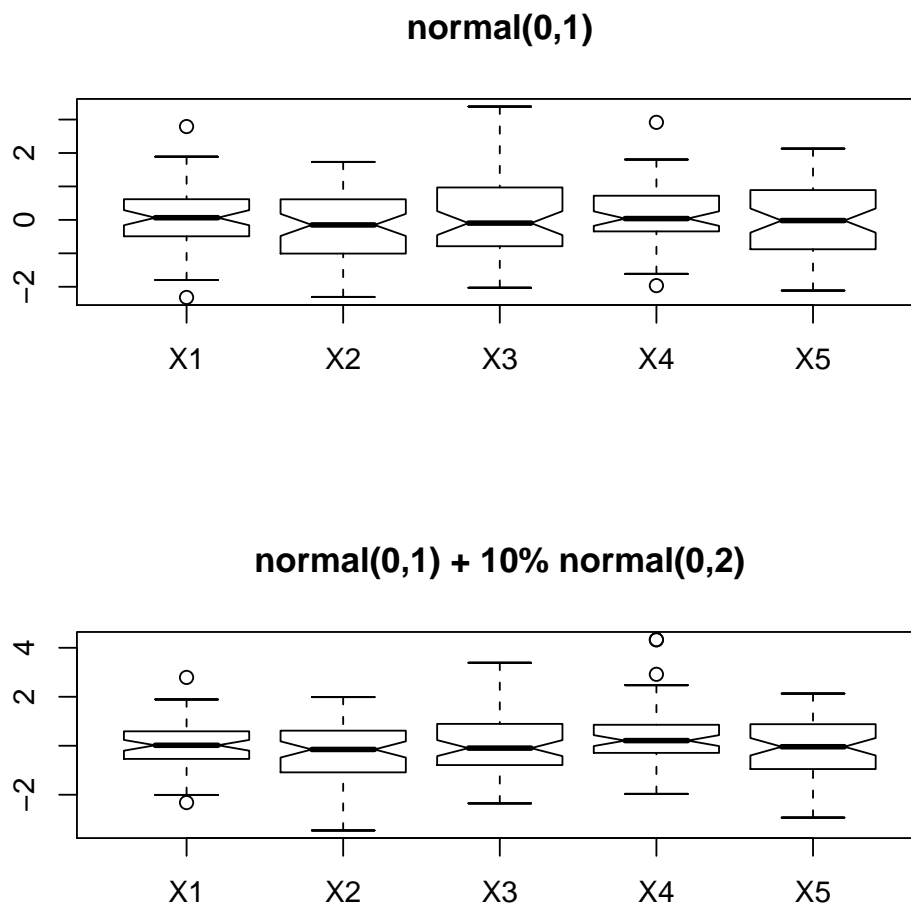 normal(0,1)
2
0
−2
X1 X2 X3 X4 X5
normal(0,1) + 10% normal(0,2)
4
2
−2
X1 X2 X3 X4 X5